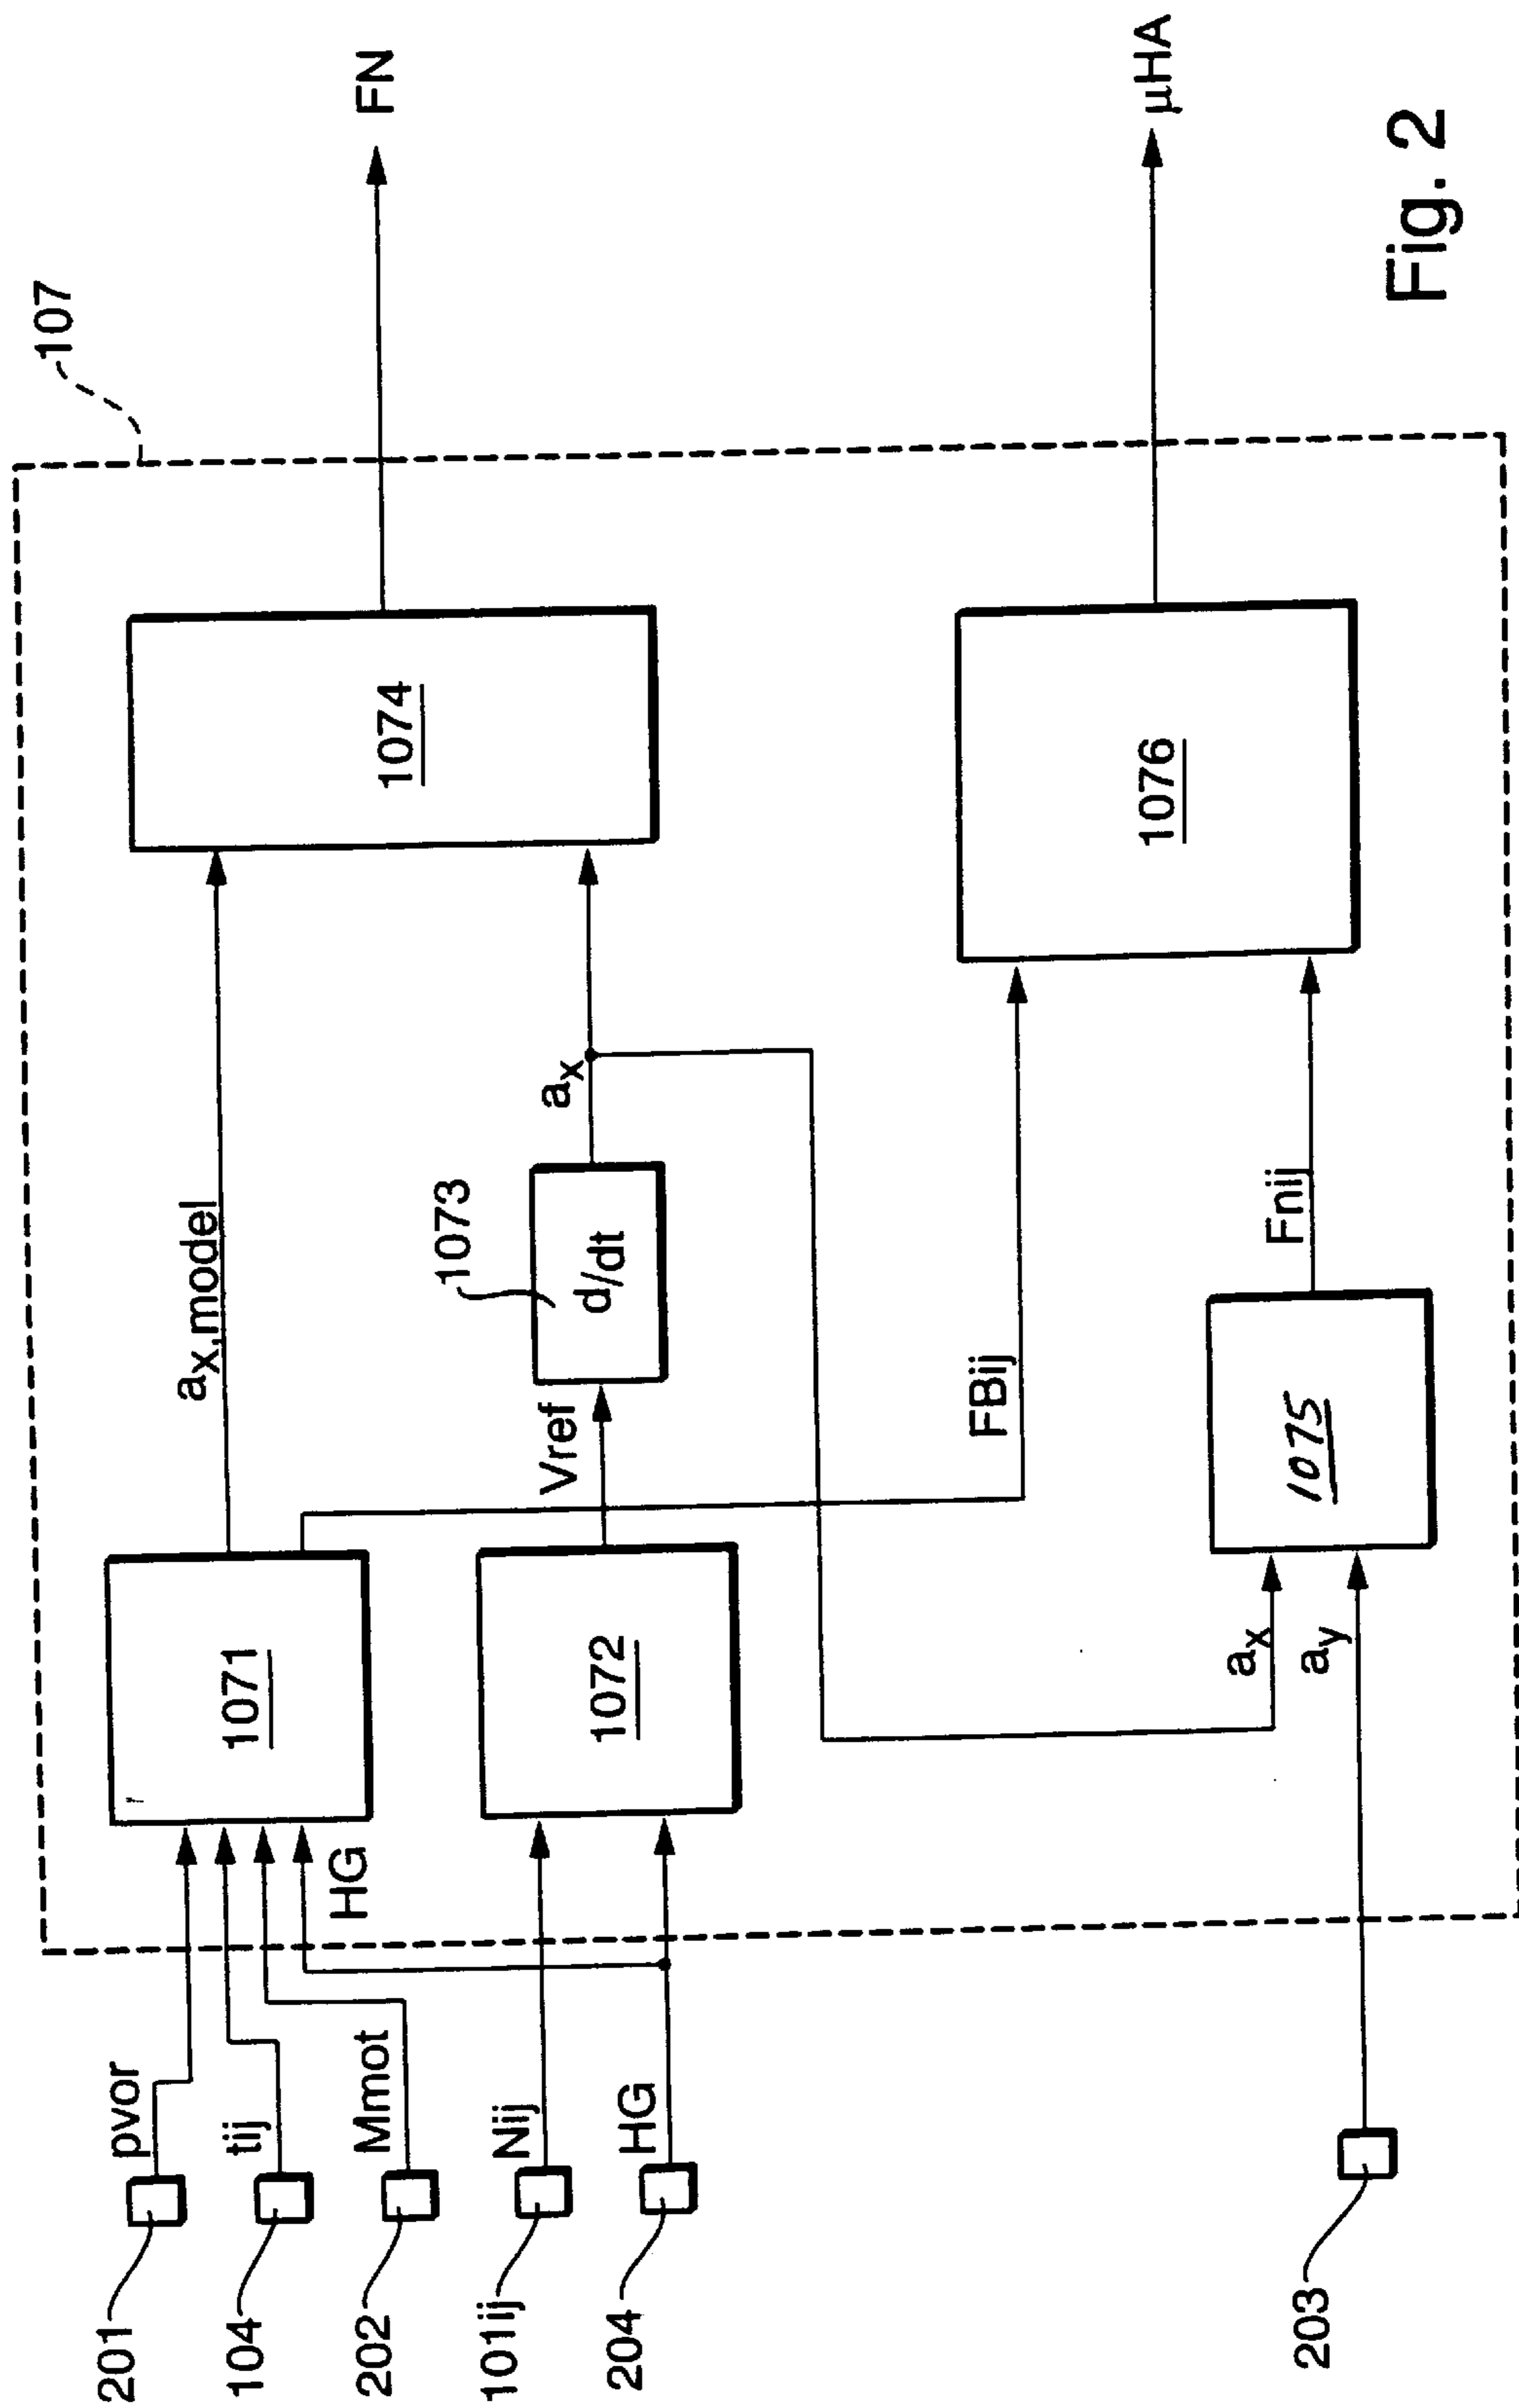 107
201
pvor
104
tij
202
Mmot
HG
101ij
Nij
204
HG
203
1071
1072
Vref
1073
d/dt
ax,model
ax
1074
FN
FBij
ax
ay
1075
Fnij
1076
μHA
Fig. 2